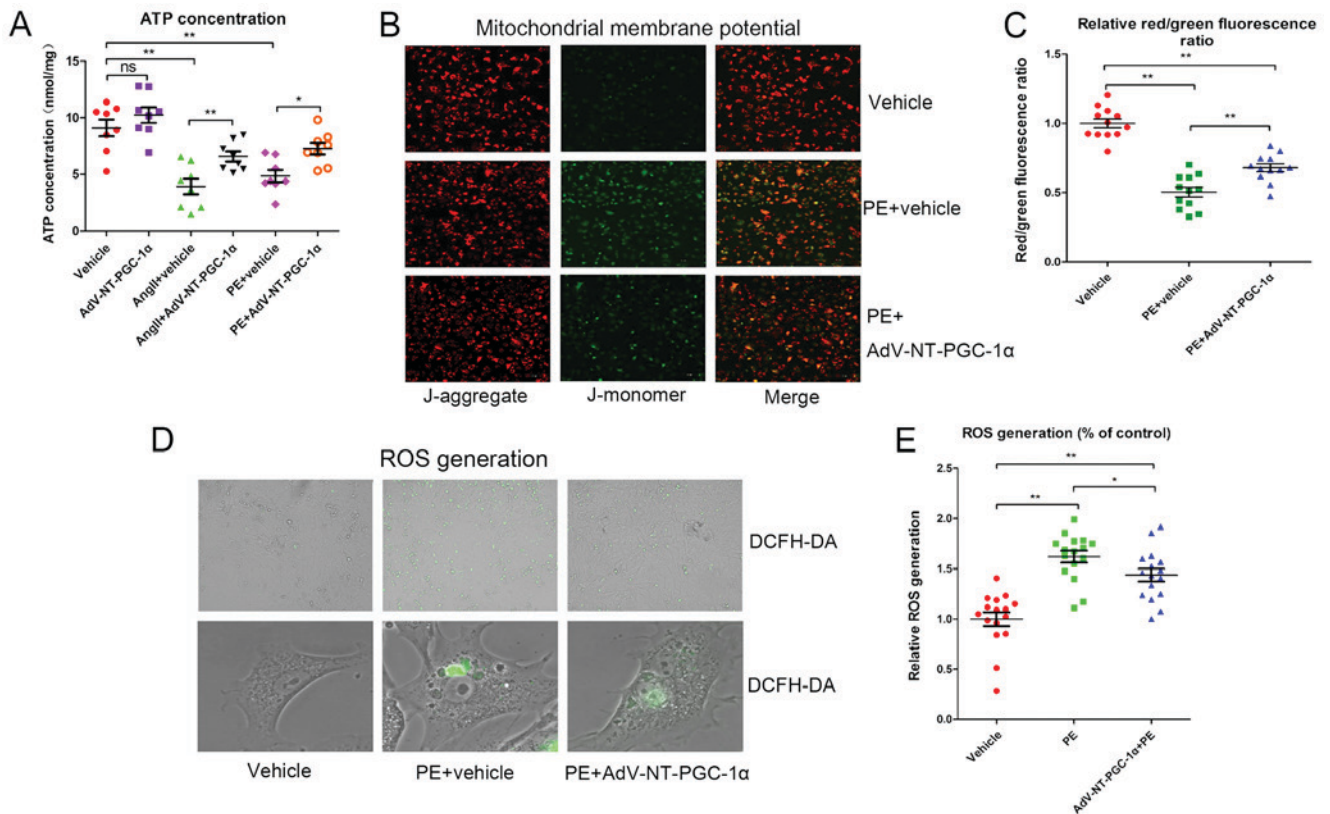 A
ATP concentration
ATP concentration (nmol/mg)
15
10
5
0
**
**
ns
**
*
Vehicle
AdV-NT-PGC-1α
AngII+vehicle
AngII+AdV-NT-PGC-1α
PE+vehicle
PE+AdV-NT-PGC-1α
B
Mitochondrial membrane potential
Vehicle
PE+vehicle
PE+
AdV-NT-PGC-1α
J-aggregate
J-monomer
Merge
C
Relative red/green fluorescence
ratio
Red/green fluorescence ratio
1.5
1.0
0.5
0.0
**
**
**
Vehicle
PE+vehicle
PE+AdV-NT-PGC-1α
D
ROS generation
DCFH-DA
DCFH-DA
Vehicle
PE+vehicle
PE+AdV-NT-PGC-1α
E
ROS generation (% of control)
Relative ROS generation
2.5
2.0
1.5
1.0
0.5
0.0
**
**
*
Vehicle
PE
AdV-NT-PGC-1α+PE